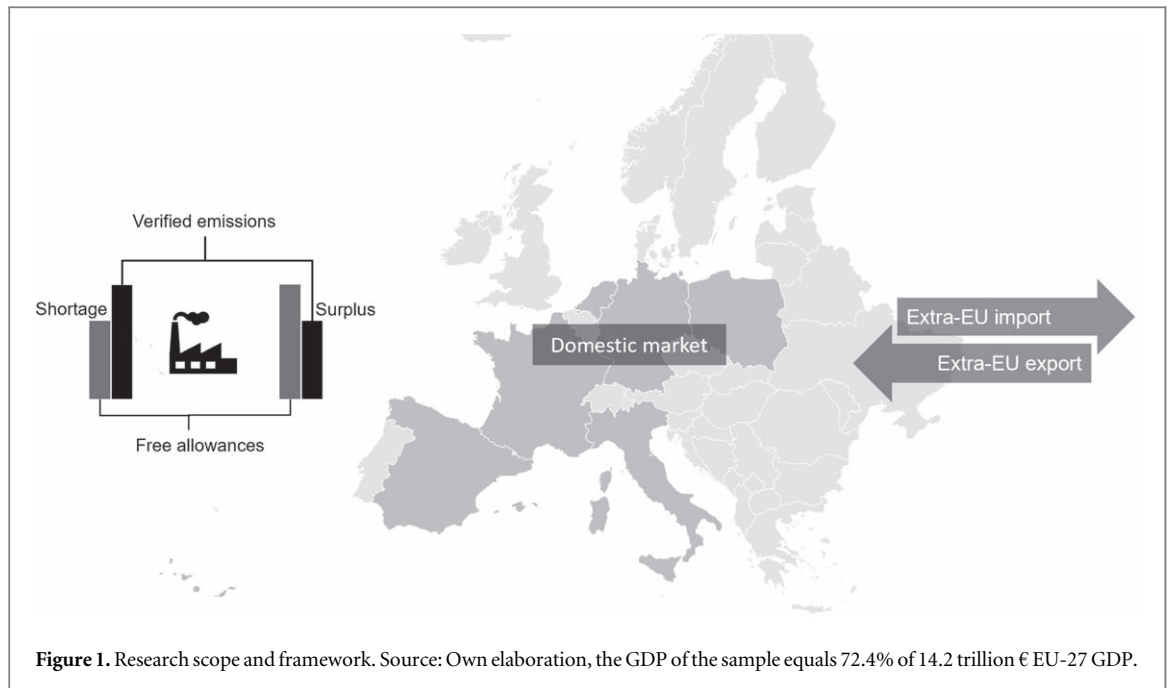 Verified emissions
Shortage
Surplus
Free allowances
Domestic market
Extra-EU import
Extra-EU export
Figure 1. Research scope and framework. Source: Own elaboration, the GDP of the sample equals 72.4% of 14.2 trillion € EU-27 GDP.